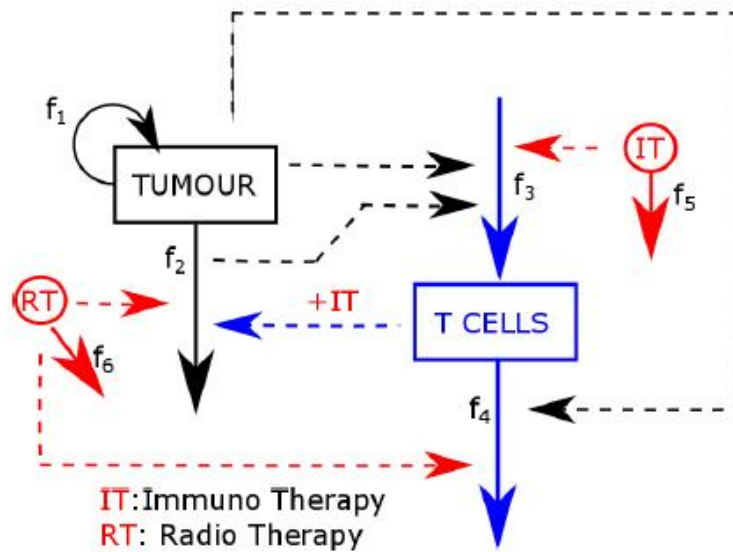 f₁
TUMOUR
IT
f₃
f₅
f₂
RT
+IT
T CELLS
f₆
f₄
IT:Immuno Therapy
RT: Radio Therapy